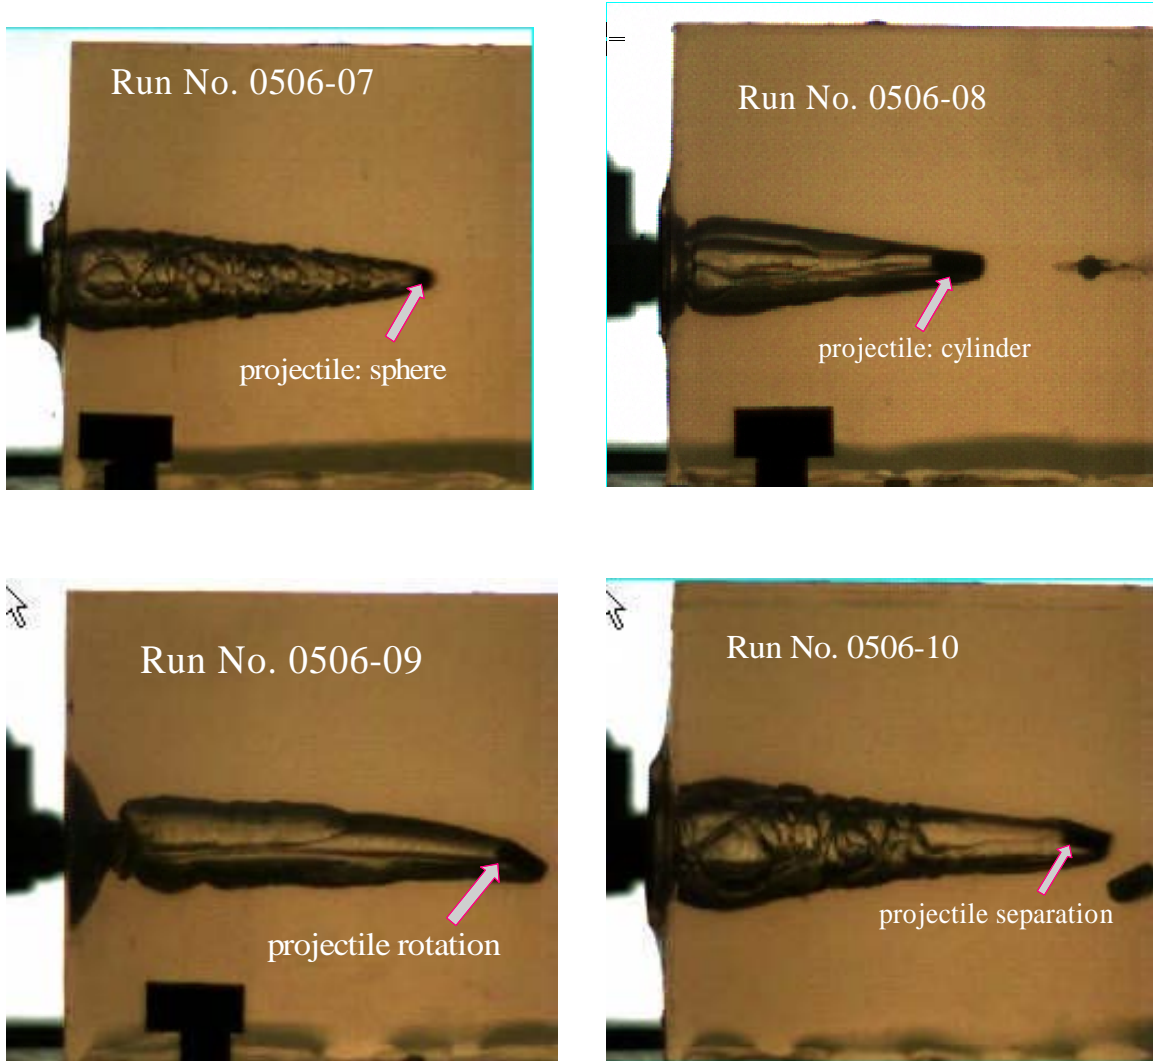 Run No. 0506-07
projectile: sphere
Run No. 0506-08
projectile: cylinder
Run No. 0506-09
projectile rotation
Run No. 0506-10
projectile separation